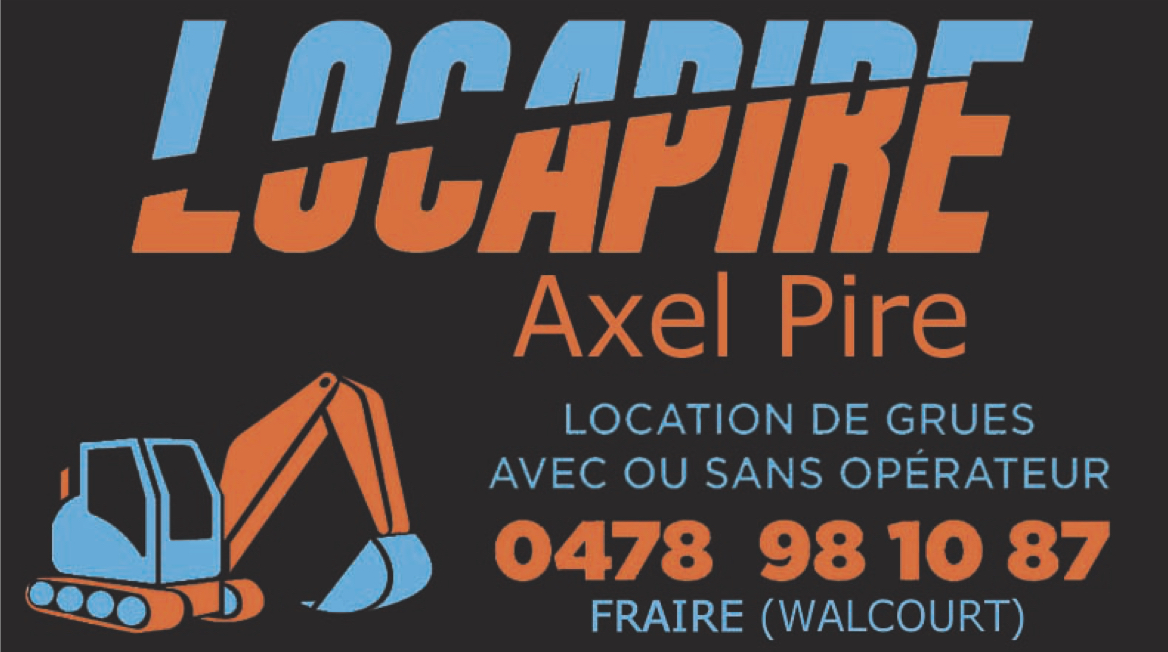 LOCAPIRE
Axel Pire
LOCATION DE GRUES
AVEC OU SANS OPÉRATEUR
0478 98 10 87
FRAIRE (WALCOURT)